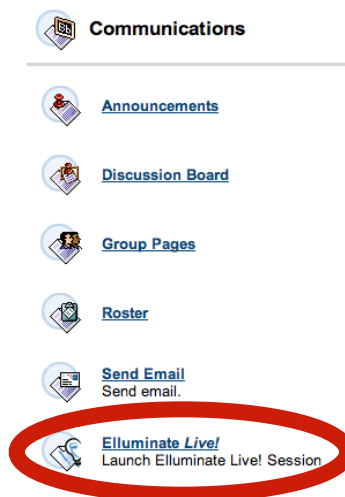 Communications
Announcements
Discussion Board
Group Pages
Roster
Send Email
Send email.
Elluminate Live!
Launch Elluminate Live! Session